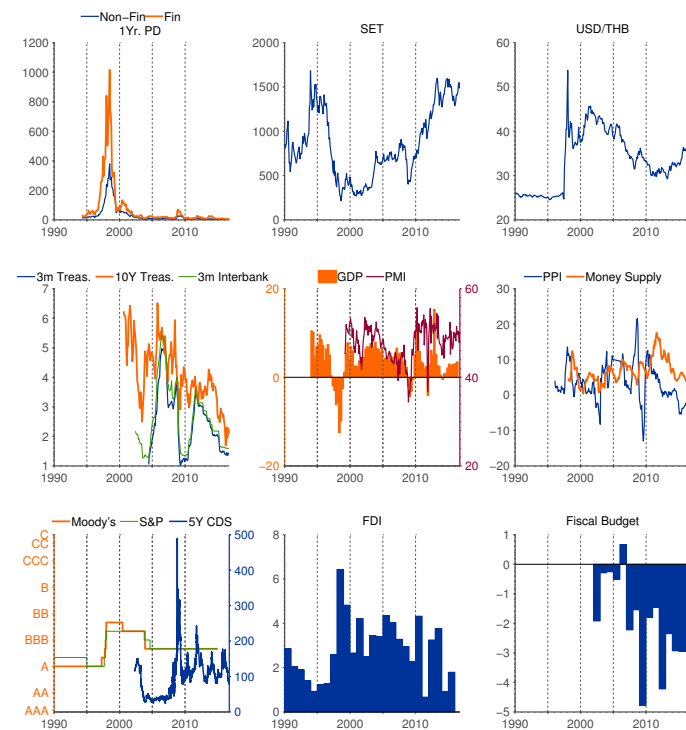 Non−Fin Fin
1Yr. PD
SET
USD/THB
1200
1000
800
600
400
200
0
1990 2000 2010
2000
1500
1000
500
0
1990 2000 2010
60
50
40
30
20
1990 2000 2010
3m Treas. 10Y Treas. 3m Interbank
GDP PMI
PPI Money Supply
7
6
5
4
3
2
1
1990 2000 2010
20
0
−20
60
40
20
1990 2000 2010
30
20
10
0
−10
−20
1990 2000 2010
Moody's S&P 5Y CDS
FDI
Fiscal Budget
C
CC
CCC
B
BB
BBB
A
AA
AAA
500
400
300
200
100
0
1990 2000 2010
8
6
4
2
0
1990 2000 2010
1
0
−1
−2
−3
−4
−5
1990 2000 2010